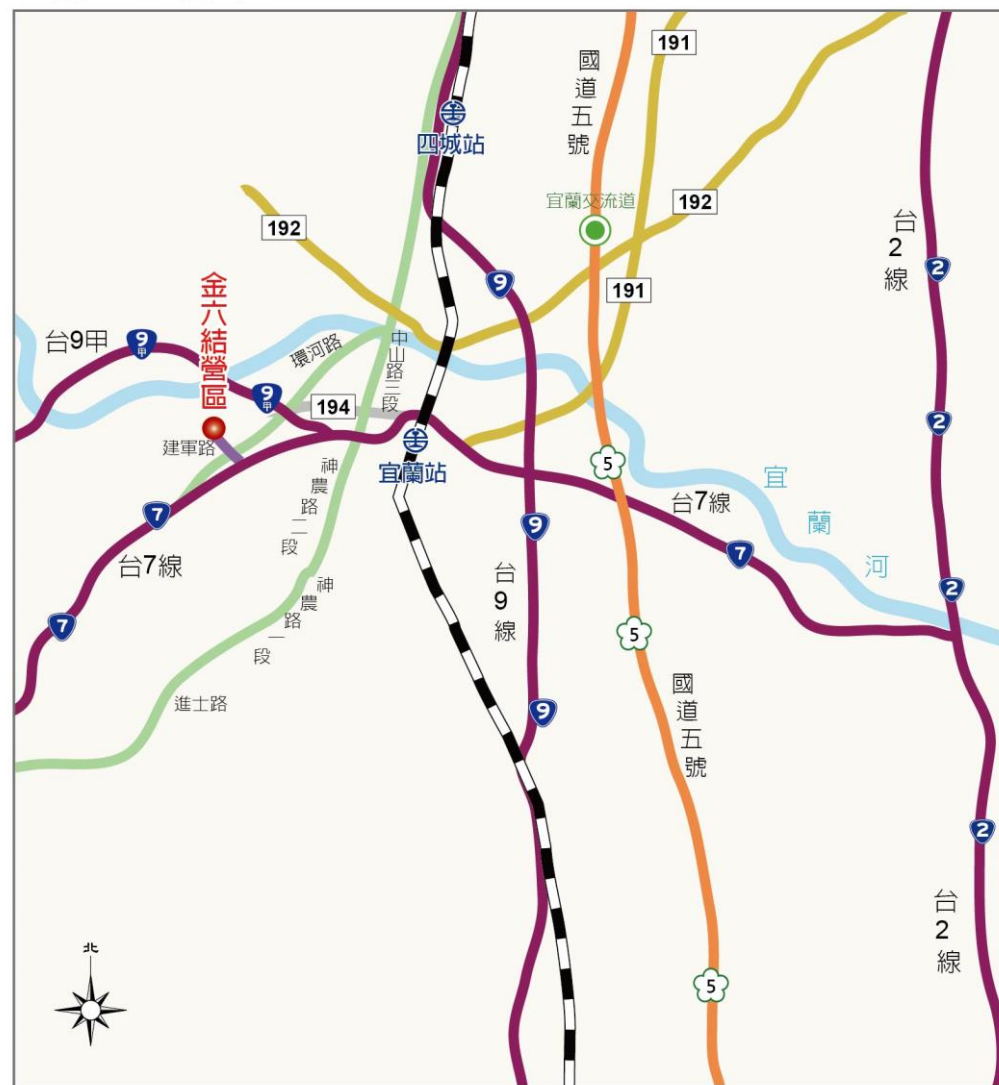 191
國道五號
四城站
宜蘭交流道
192
192
台2線
金六結營區
9
191
2
台9甲
9甲
環河路
中山路三段
9甲
194
2
建軍路
宜蘭站
神農路二段
5
宜
蘭
河
7
台7線
9
台7線
7
台9線
神農路一段
2
7
5
進士路
9
國道五號
2
台2線
北
5